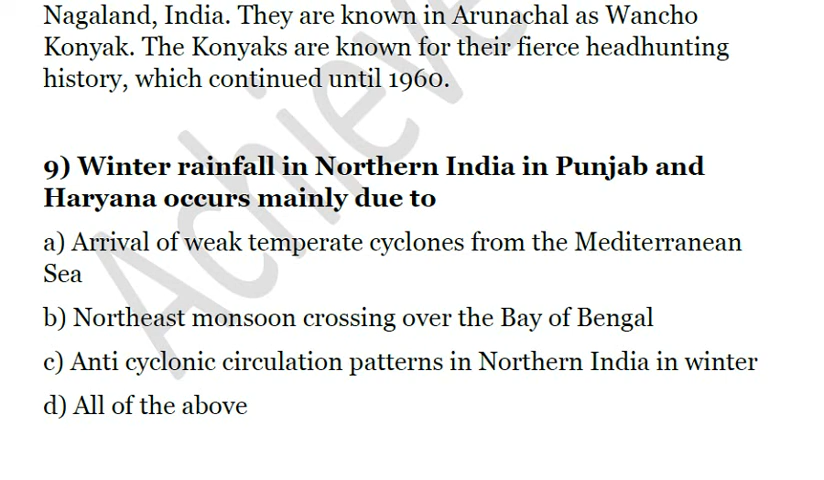 Nagaland, India. They are known in Arunachal as Wancho
Konyak. The Konyaks are known for their fierce headhunting
history, which continued until 1960.
9) Winter rainfall in Northern India in Punjab and
Haryana occurs mainly due to
a) Arrival of weak temperate cyclones from the Mediterranean
Sea
b) Northeast monsoon crossing over the Bay of Bengal
c) Anti cyclonic circulation patterns in Northern India in winter
d) All of the above
Achieve